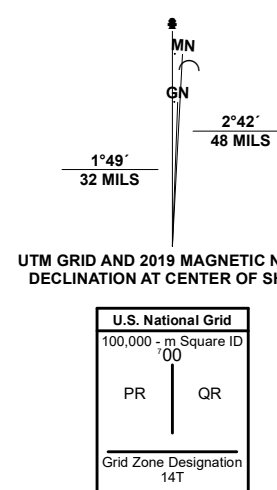 MN
GN
2°42´
48 MILS
1°49´
32 MILS
UTM GRID AND 2019 MAGNETIC N
DECLINATION AT CENTER OF SH
U.S. National Grid
100,000 - m Square ID
⁷00
PR QR
Grid Zone Designation
14T